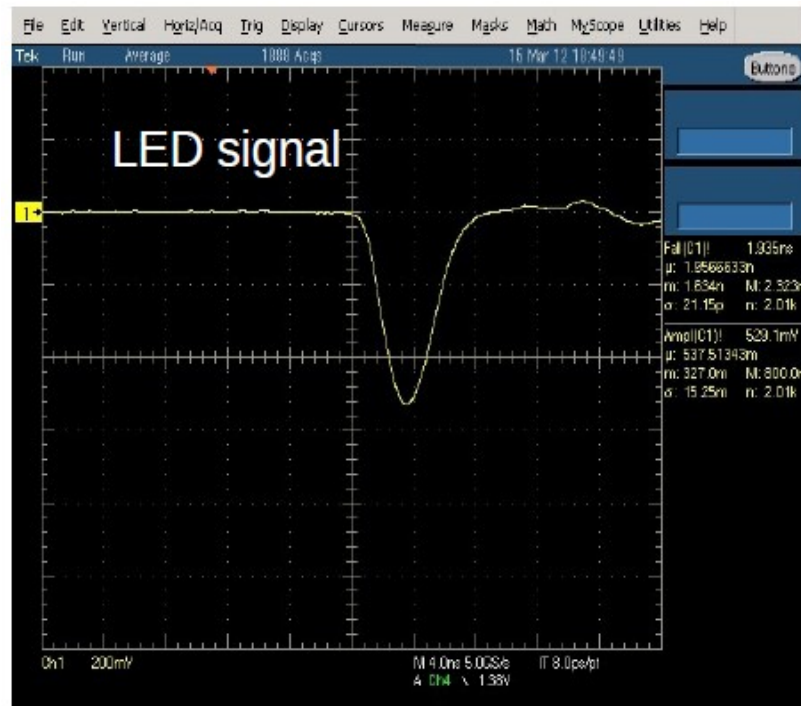 File Edit Vertical Horiz/Acq Trig Display Cursors Measure Masks Math MyScope Utilities Help
Tek Run Average 1888 Acqs 15 Mar 12 18:49:49 Buttons
LED signal
1
Fall(C1)! 1.935ns
μ: 1.9566633n
m: 1.634n M: 2.323n
σ: 21.15p n: 2.01k
Ampl(C1)! 529.1mV
μ: 537.51343m
m: 327.0m M: 800.0m
σ: 15.25m n: 2.01k
Ch1 200mV M 4.0ns 5.0GS/s IT 8.0ps/pt
A Ch4 \ 1.38V